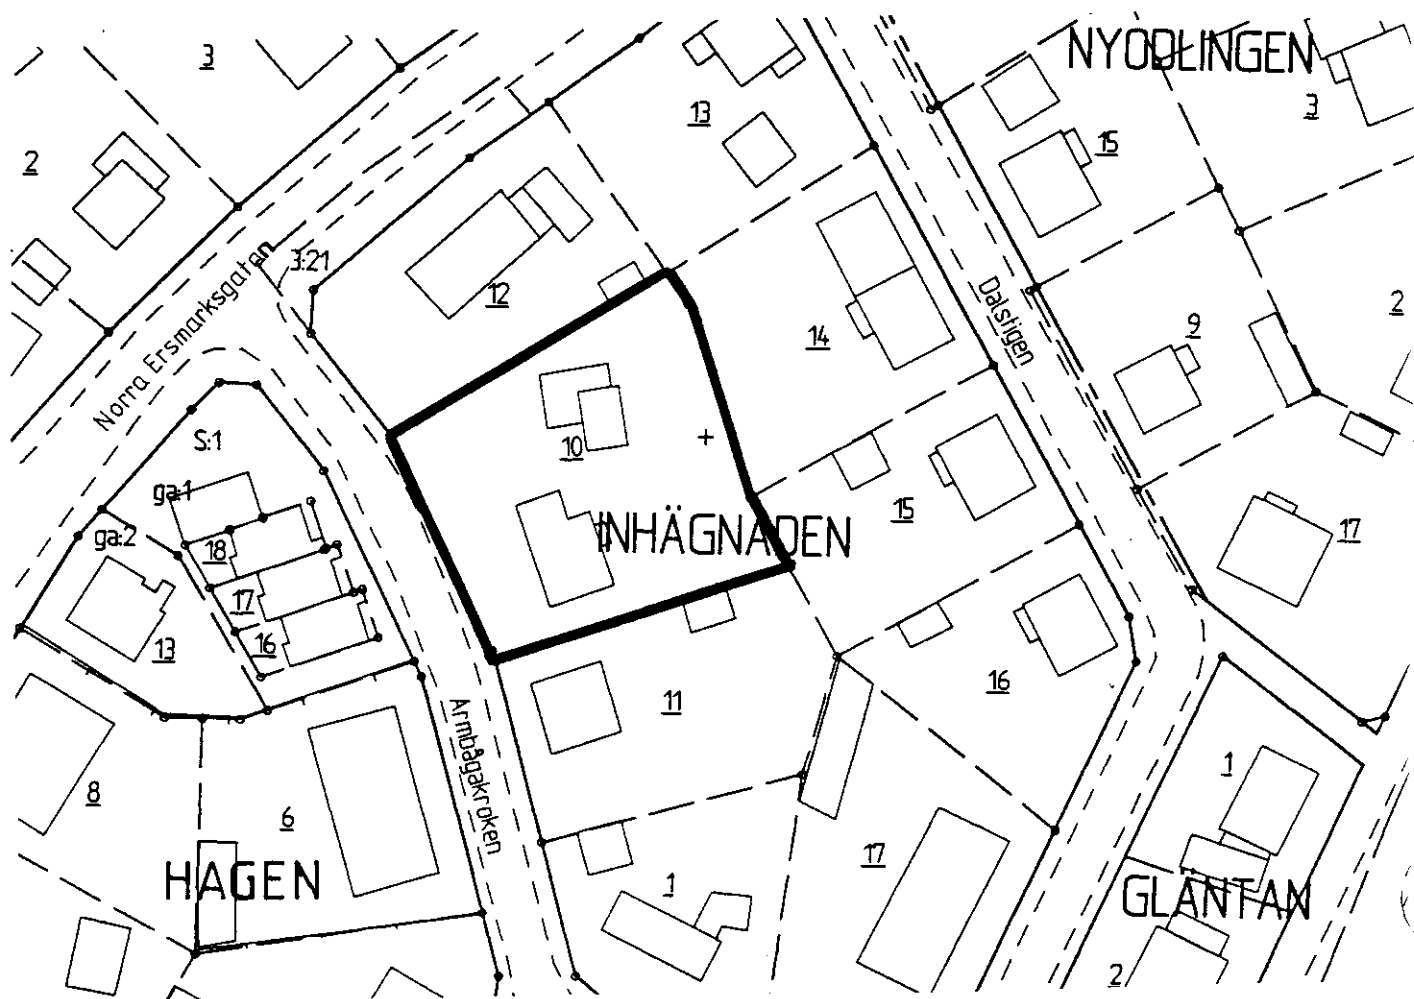 NYODLINGEN
3
13
3
15
2
3:21
Norra Ersmarksgatan
12
Dalstigen
14
9
2
S:1
10
ga:1
ga:2
18
INHÄGNADEN
15
17
17
13
16
16
11
Armbågakroken
1
8
6
17
HAGEN
1
GLÄNTAN
2